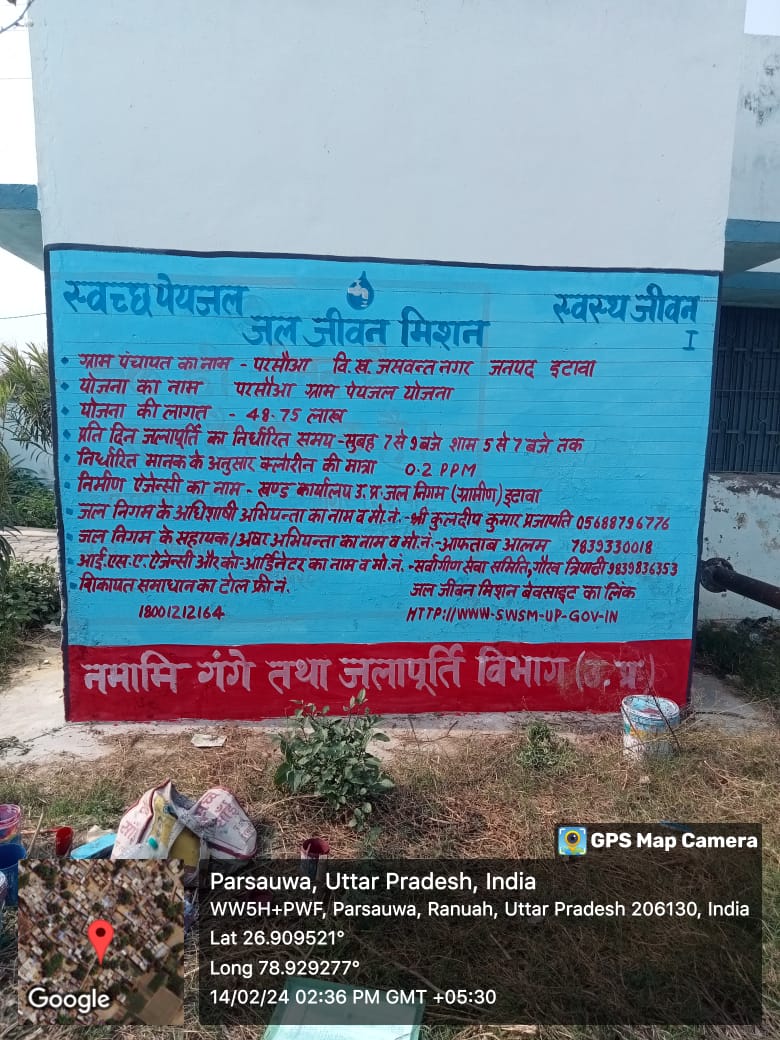 स्वच्छ पेयजल स्वस्थ जीवन
जल जीवन मिशन I
• ग्राम पंचायत का नाम - परसौआ वि.ख. जसवन्त नगर जनपद इटावा
• योजना का नाम परसौआ ग्राम पेयजल योजना
• योजना की लागत - 48.75 लाख
• प्रति दिन जलापूर्ति का निर्धारित समय - सुबह 7 से 9 बजे शाम 5 से 7 बजे तक
• निर्धारित मानक के अनुसार क्लोरीन की मात्रा 0.2 PPM
• निर्माण ऐजेन्सी का नाम - खण्ड कार्यालय उ.प्र. जल निगम (ग्रामीण) इटावा
• जल निगम के अधिशाषी अभियन्ता का नाम व मो.नं. - श्री कुलदीप कुमार प्रजापति 05688796776
• जल निगम के सहायक/अवर अभियन्ता का नाम व मो.नं. - आफताब आलम 7839330018
• आई.एस.ए. ऐजेन्सी और को-आर्डिनेटर का नाम व मो.नं. - सर्वांगीण सेवा समिति, गौरव त्रिपाठी 9839836353
• शिकायत समाधान का टोल फ्री नं. जल जीवन मिशन बेवसाइट का लिंक
18001212164 HTTP://WWW-SWSM-UP-GOV-IN
नमामि गंगे तथा जलापूर्ति विभाग (उ.प्र.)
GPS Map Camera
Parsauwa, Uttar Pradesh, India
WW5H+PWF, Parsauwa, Ranuah, Uttar Pradesh 206130, India
Lat 26.909521°
Long 78.929277°
14/02/24 02:36 PM GMT +05:30
Google